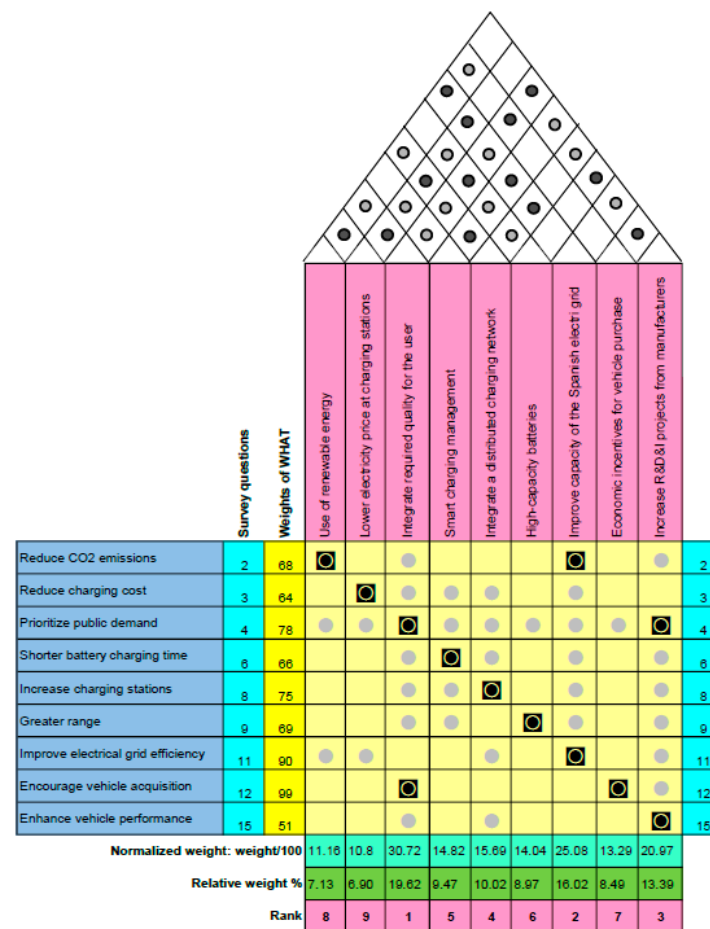 Survey questions
Weights of WHAT
Use of renewable energy
Lower electricity price at charging stations
Integrate required quality for the user
Smart charging management
Integrate a distributed charging network
High-capacity batteries
Improve capacity of the Spanish electri grid
Economic incentives for vehicle purchase
Increase R&D&I projects from manufacturers
Reduce CO2 emissions 2 68 2
Reduce charging cost 3 64 3
Prioritize public demand 4 78 4
Shorter battery charging time 6 66 6
Increase charging stations 8 75 8
Greater range 9 69 9
Improve electrical grid efficiency 11 90 11
Encourage vehicle acquisition 12 99 12
Enhance vehicle performance 15 51 15
Normalized weight: weight/100 11.16 10.8 30.72 14.82 15.69 14.04 25.08 13.29 20.97
Relative weight % 7.13 6.90 19.62 9.47 10.02 8.97 16.02 8.49 13.39
Rank 8 9 1 5 4 6 2 7 3